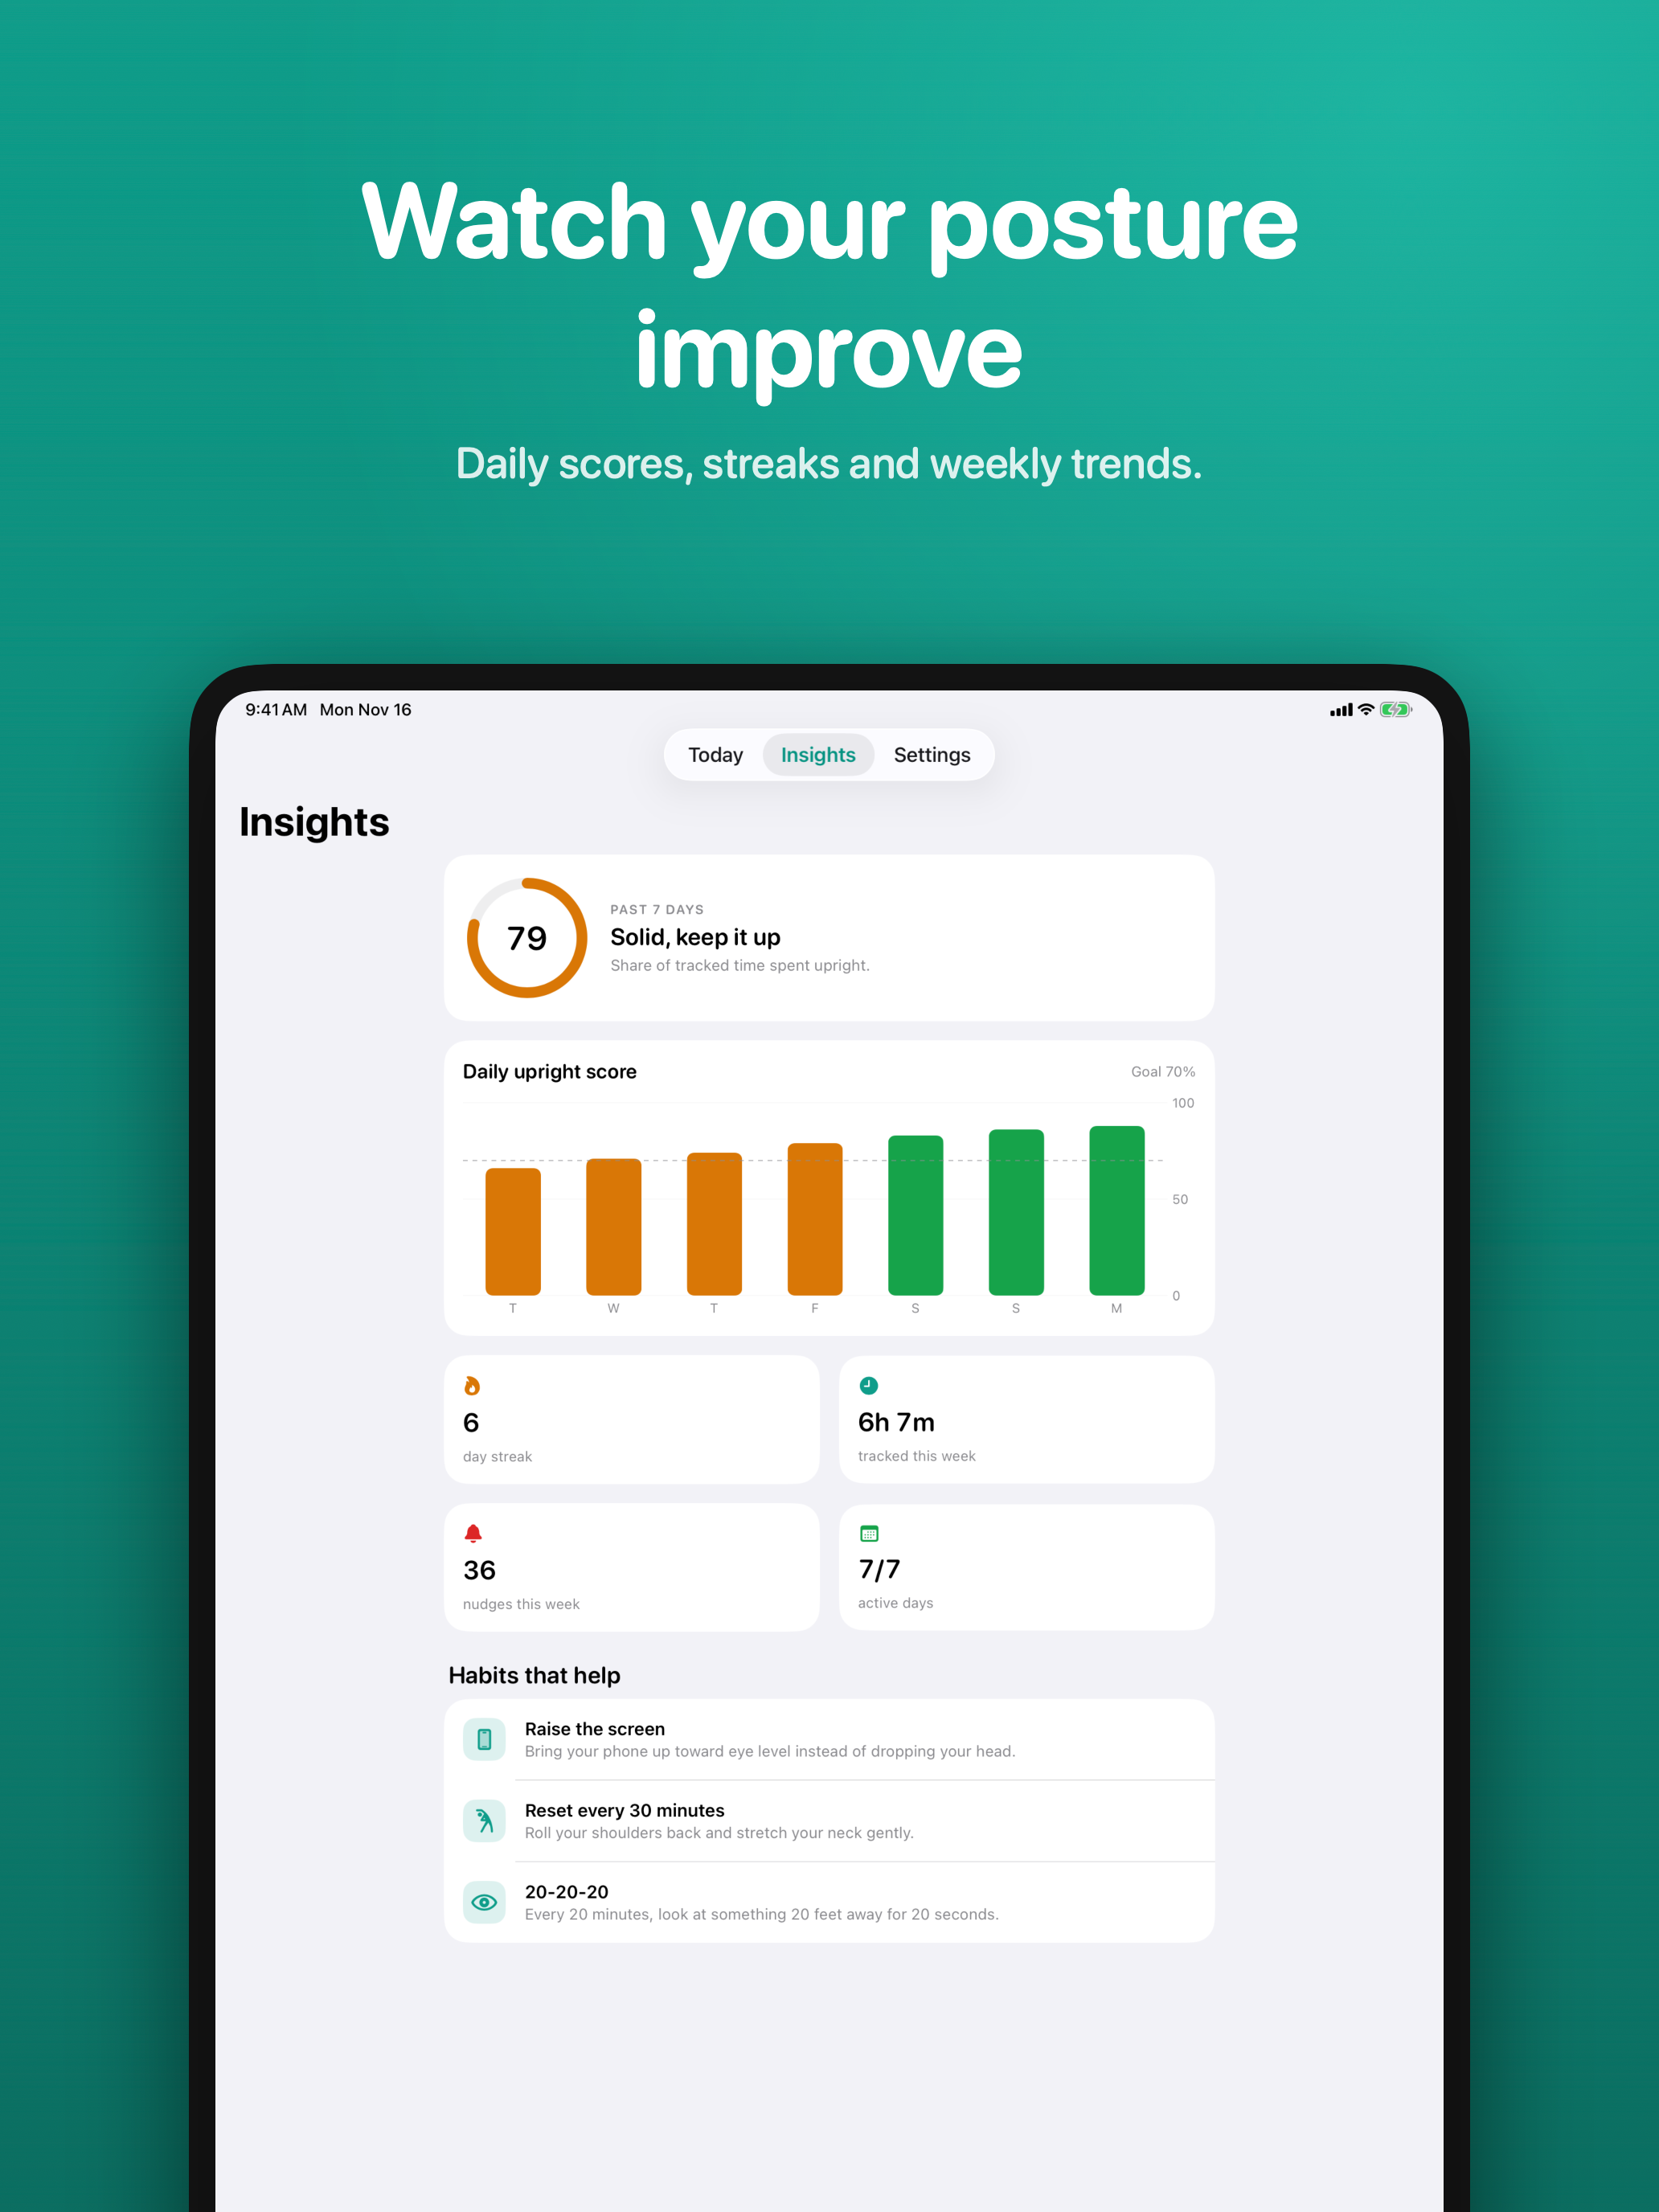 Watch your posture
improve
Daily scores, streaks and weekly trends.
9:41 AM Mon Nov 16
Today Insights Settings
Insights
79
PAST 7 DAYS
Solid, keep it up
Share of tracked time spent upright.
Daily upright score
Goal 70%
100
50
0
T W T F S S M
6
day streak
6h 7m
tracked this week
36
nudges this week
7/7
active days
Habits that help
Raise the screen
Bring your phone up toward eye level instead of dropping your head.
Reset every 30 minutes
Roll your shoulders back and stretch your neck gently.
20-20-20
Every 20 minutes, look at something 20 feet away for 20 seconds.